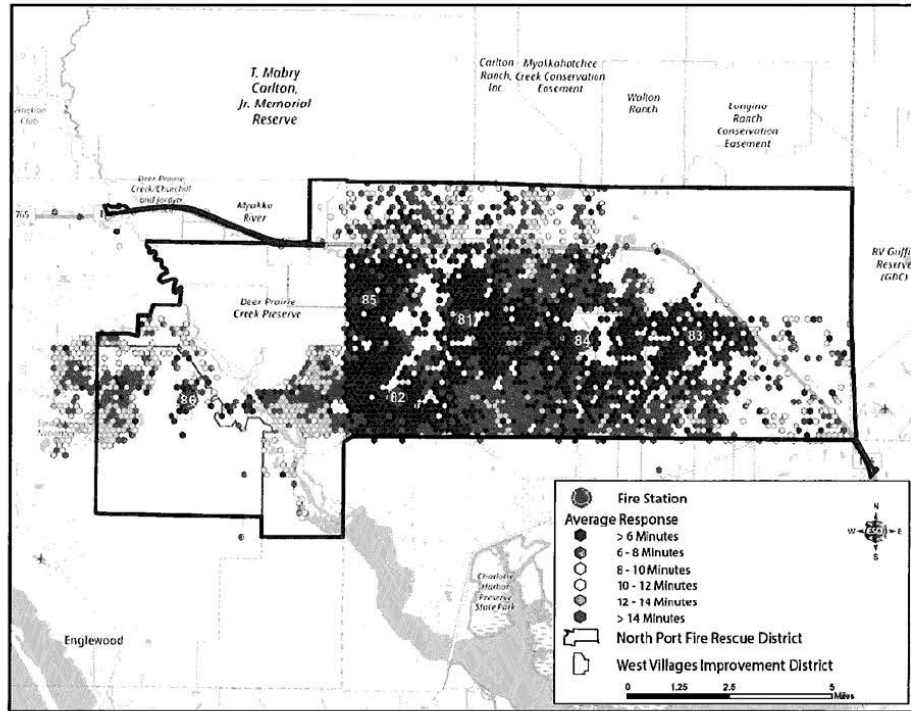 T. Mabry
Carlton,
Jr. Memorial
Reserve
Carlton
Ranch,
Inc.
Myakkahatchee
Creek Conservation
Easement
Walton
Ranch
Longino
Ranch
Conservation
Easement
Club
Deer Prairie
Creek/Churchill
and Jordyn
Myakka
River
765
RV Griffin
Reserve
(GDC)
Deer Prairie
Creek Preserve
85
81
84
83
82
86
Charlotte
Harbor
Preserve
State Park
Englewood
Fire Station
Average Response
> 6 Minutes
6 - 8 Minutes
8 - 10 Minutes
10 - 12 Minutes
12 - 14 Minutes
> 14 Minutes
North Port Fire Rescue District
West Villages Improvement District
N
W
E
S
0 1.25 2.5 5
Miles